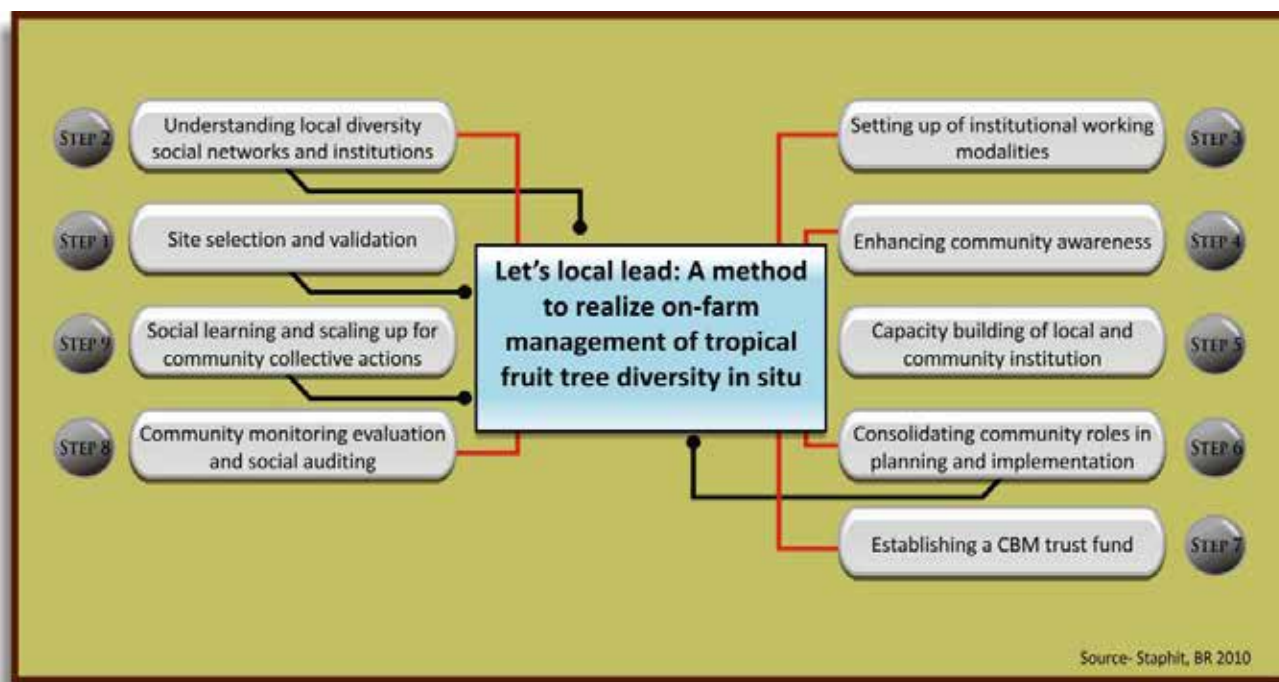 STEP 2
Understanding local diversity
social networks and institutions
STEP 1
Site selection and validation
STEP 9
Social learning and scaling up for
community collective actions
STEP 8
Community monitoring evaluation
and social auditing
Let's local lead: A method
to realize on-farm
management of tropical
fruit tree diversity in situ
Setting up of institutional working
modalities
STEP 3
Enhancing community awareness
STEP 4
Capacity building of local and
community institution
STEP 5
Consolidating community roles in
planning and implementation
STEP 6
Establishing a CBM trust fund
STEP 7
Source- Staphit, BR 2010